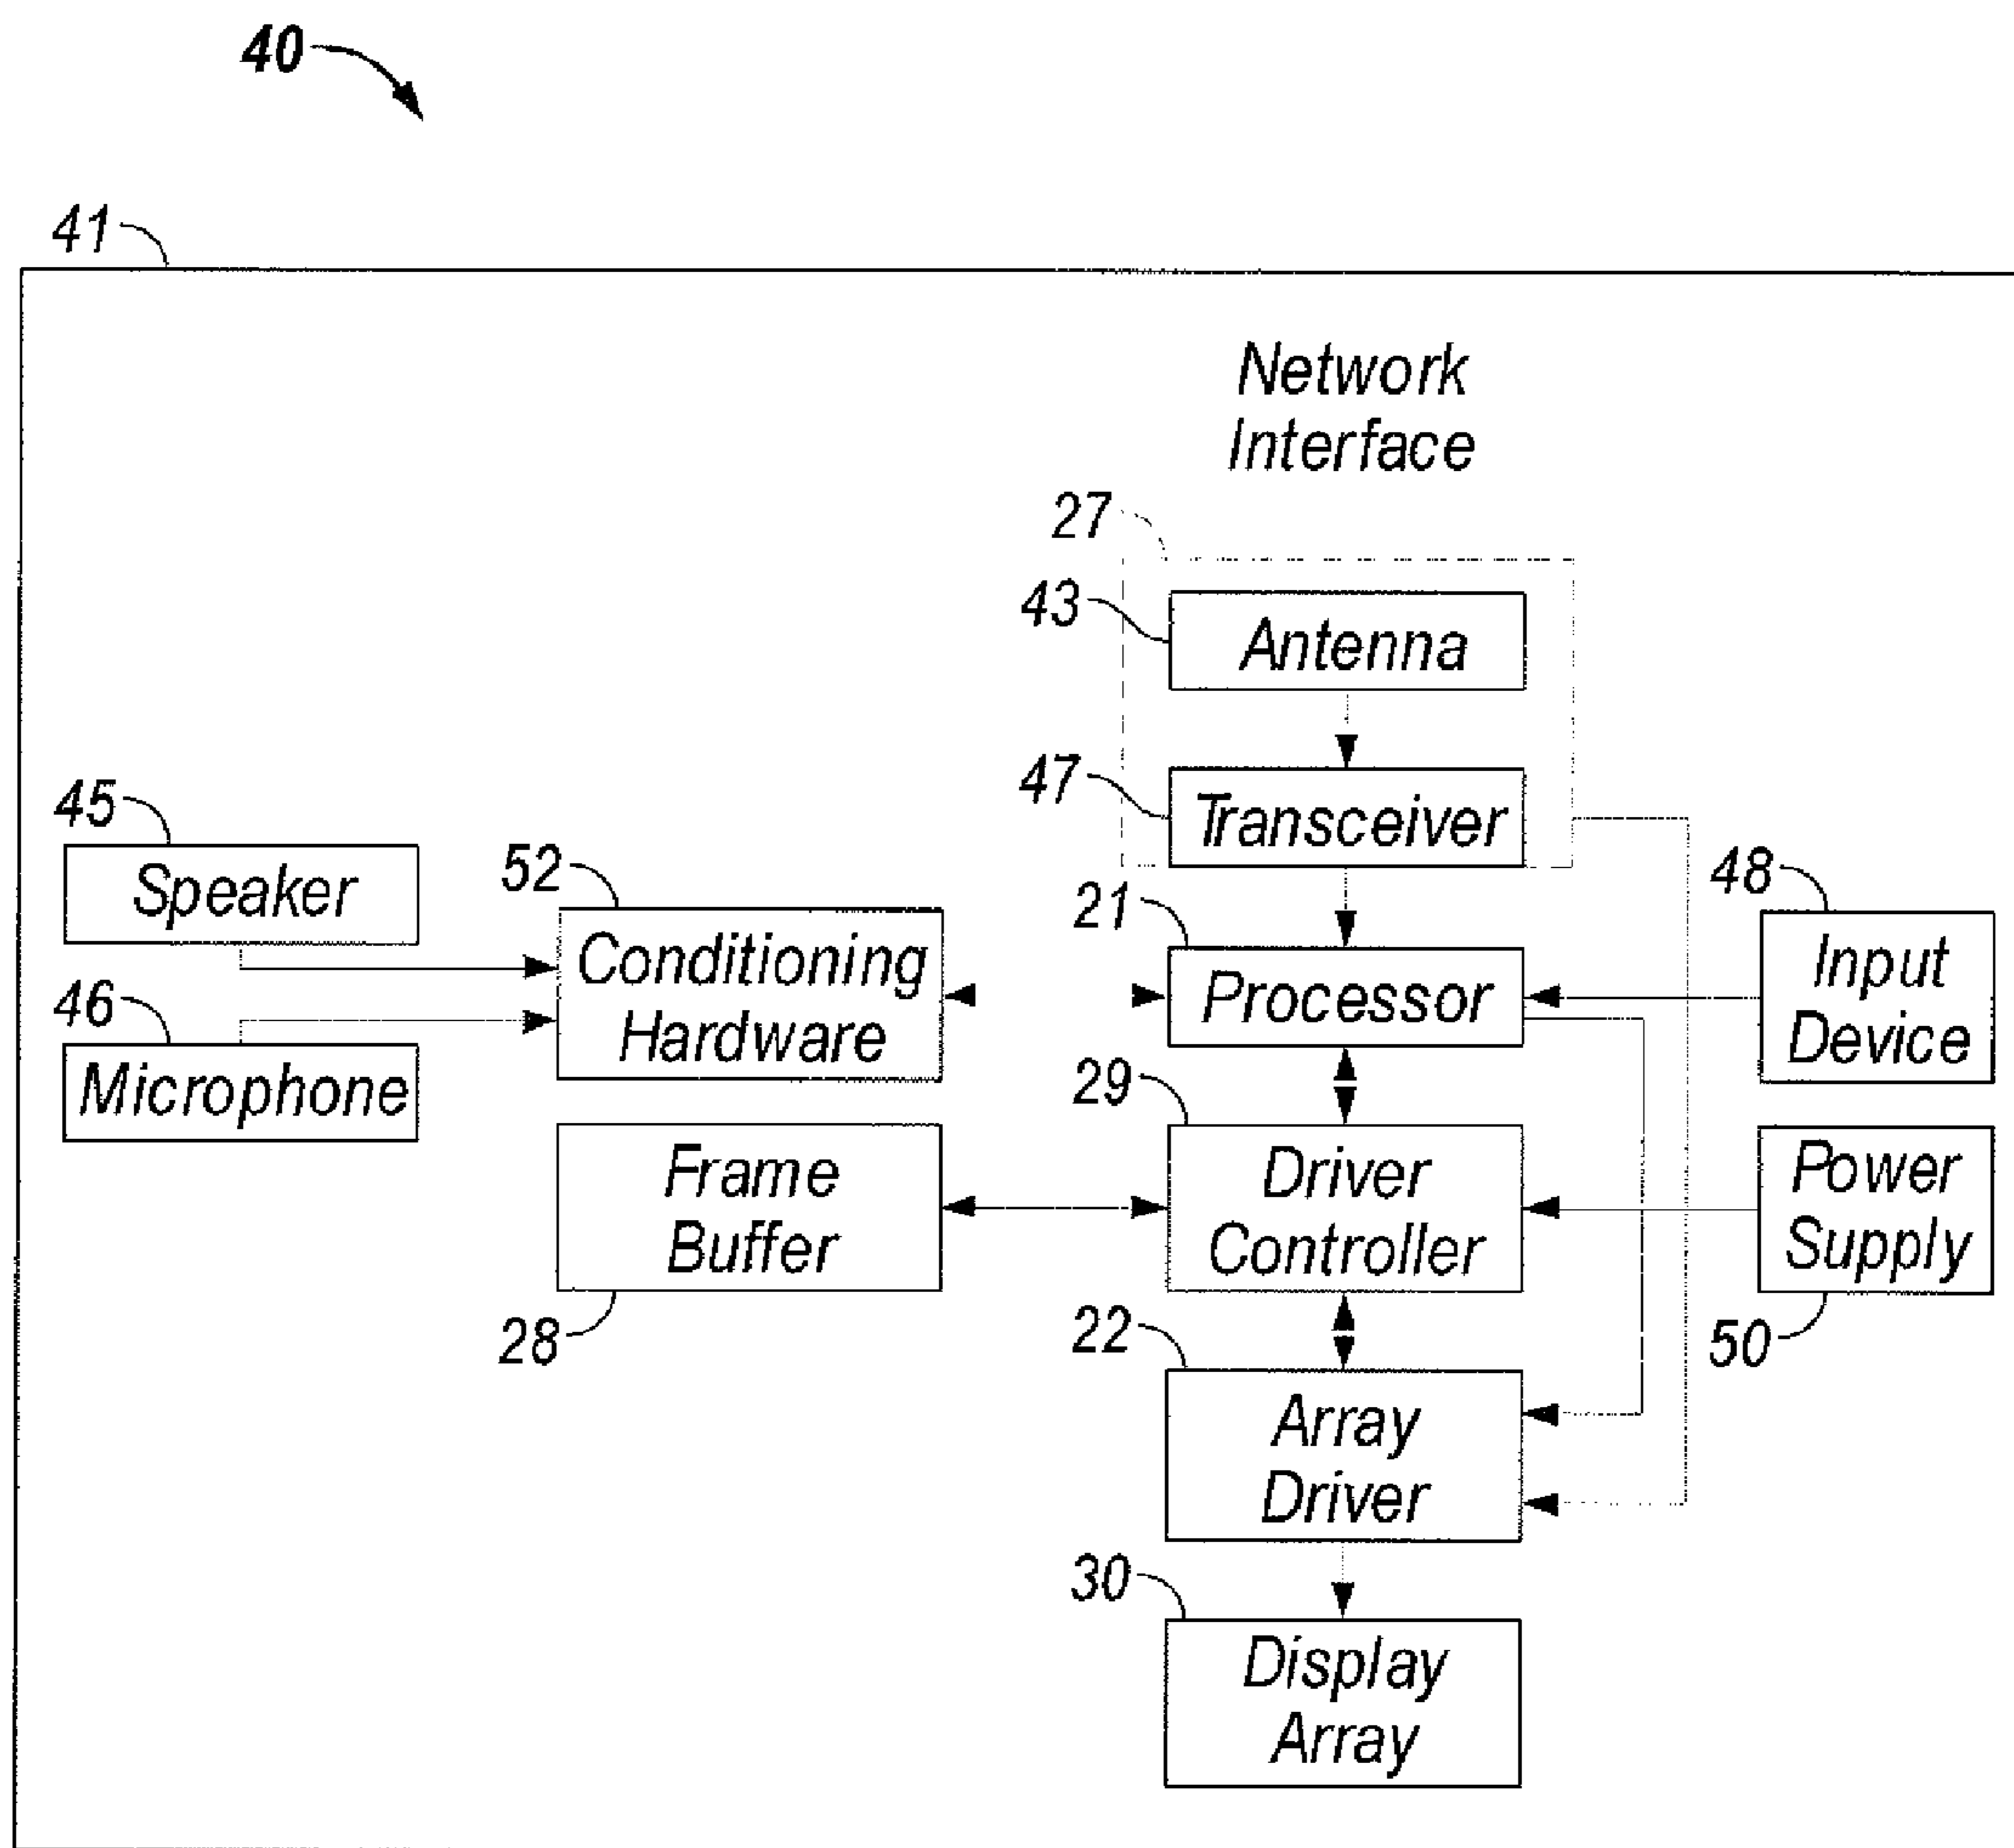 40
41
Network
Interface
27
43
Antenna
47
Transceiver
45
Speaker
52
Conditioning
Hardware
21
Processor
48
Input
Device
46
Microphone
29
Driver
Controller
Frame
Buffer
28
Power
Supply
50
22
Array
Driver
30
Display
Array